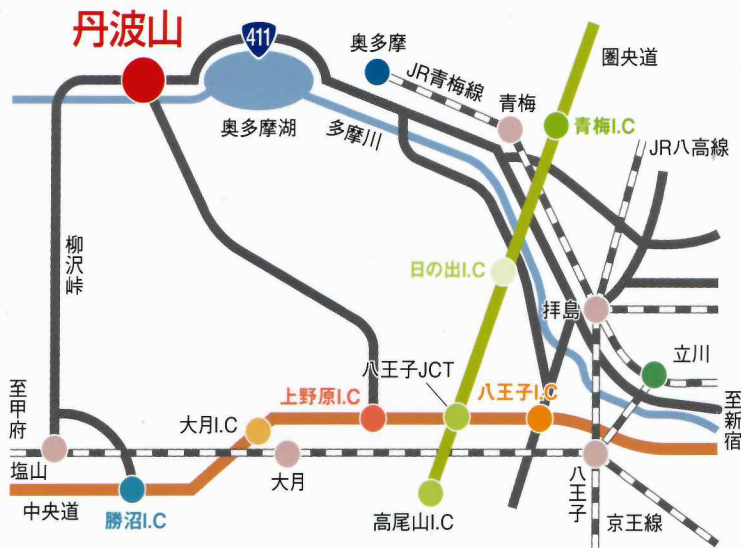 丹波山
411
奥多摩
JR青梅線
圏央道
青梅
青梅I.C
奥多摩湖
多摩川
JR八高線
柳沢峠
日の出I.C
拝島
立川
八王子JCT
上野原I.C
八王子I.C
至甲府
大月I.C
至新宿
塩山
大月
八王子
中央道
勝沼I.C
高尾山I.C
京王線